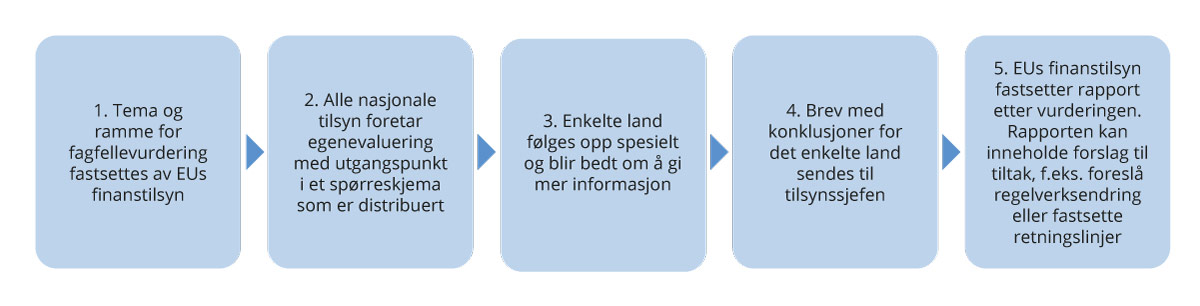 1. Tema og
ramme for
fagfellevurdering
fastsettes av EUs
finanstilsyn
2. Alle nasjonale
tilsyn foretar
egenevaluering
med utgangspunkt
i et spørreskjema
som er distribuert
3. Enkelte land
følges opp spesielt
og blir bedt om å gi
mer informasjon
4. Brev med
konklusjoner for
det enkelte land
sendes til
tilsynssjefen
5. EUs finanstilsyn
fastsetter rapport
etter vurderingen.
Rapporten kan
inneholde forslag til
tiltak, f.eks. foreslå
regelverksendring
eller fastsette
retningslinjer